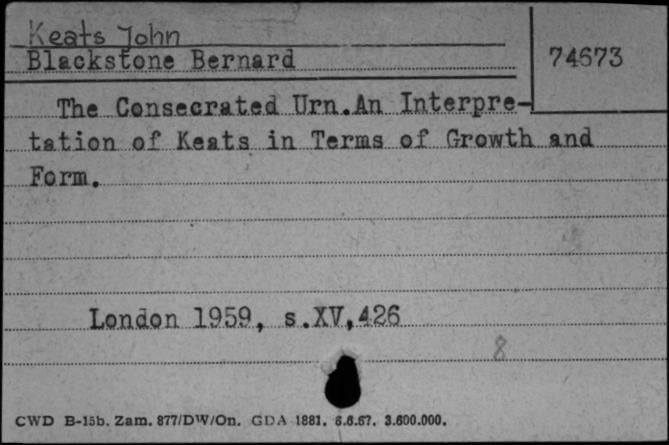 Keats John
Blackstone Bernard
74673
The Consecrated Urn.An Interpre-
tation of Keats in Terms of Growth and
Form.
London 1959, s.XV,426
8
CWD B-15b. Zam. 877/DW/On. GDA 1881. 6.6.67. 3.600.000.